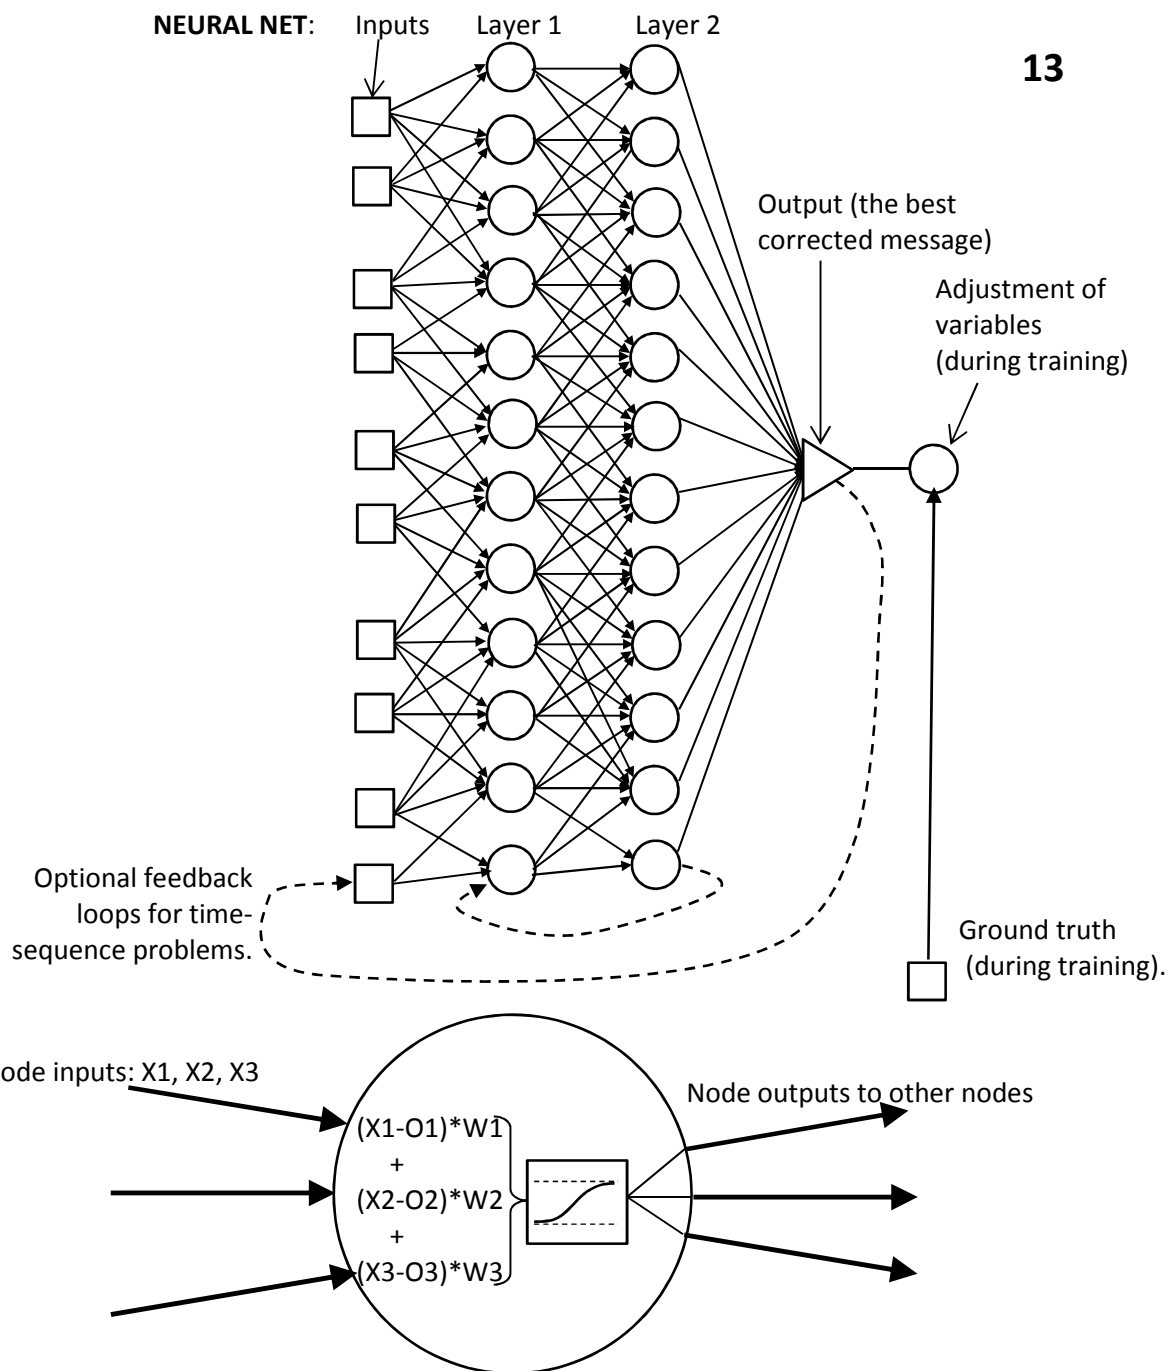 NEURAL NET: Inputs Layer 1 Layer 2
13
Output (the best
corrected message)
Adjustment of
variables
(during training)
Optional feedback
loops for time-
sequence problems.
Ground truth
(during training).
ode inputs: X1, X2, X3
Node outputs to other nodes
(X1-O1)*W1
+
(X2-O2)*W2
+
(X3-O3)*W3